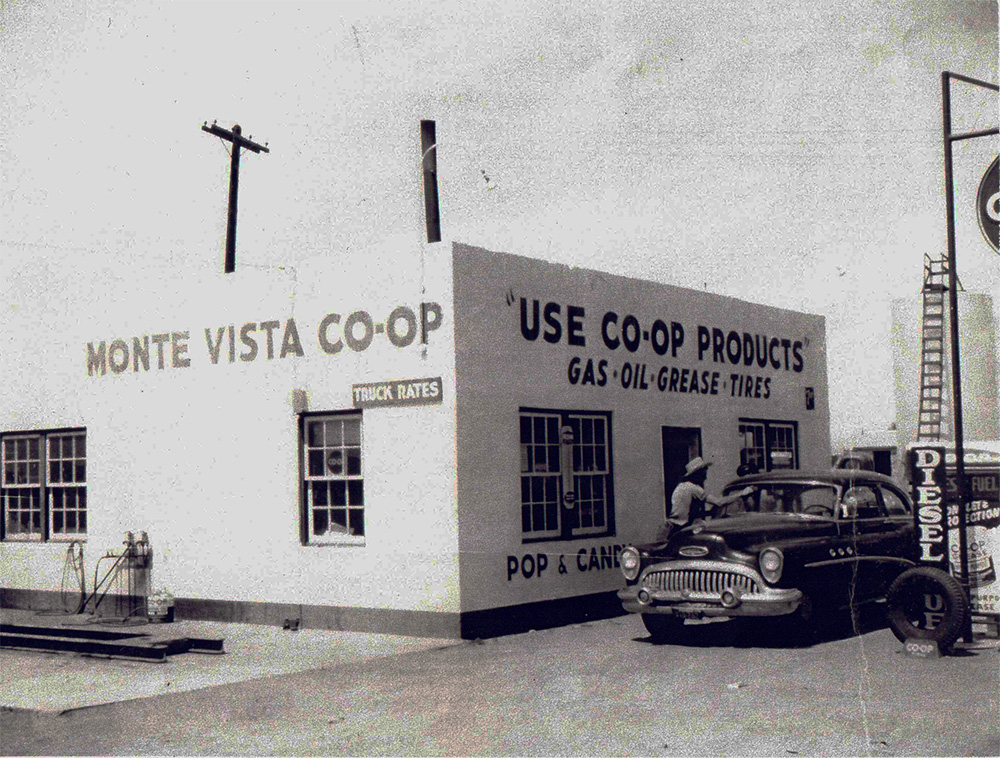 MONTE VISTA CO-OP
TRUCK RATES
"USE CO-OP PRODUCTS"
GAS · OIL · GREASE · TIRES
POP & CANDY
DIESEL
FUEL
CO-OP